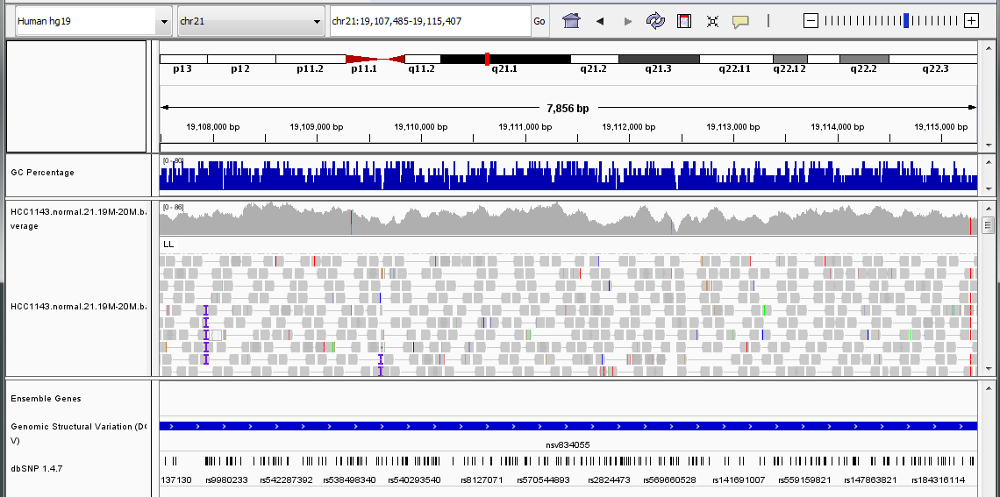 Human hg19 chr21 chr21:19,107,485-19,115,407 Go
p13 p12 p11.2 p11.1 q11.2 q21.1 q21.2 q21.3 q22.11 q22.12 q22.2 q22.3
7,856 bp
19,108,000 bp 19,109,000 bp 19,110,000 bp 19,111,000 bp 19,112,000 bp 19,113,000 bp 19,114,000 bp 19,115,000 bp
[0 - 80]
GC Percentage
[0 - 86]
HCC1143.normal.21.19M-20M.ba
verage
LL
HCC1143.normal.21.19M-20M.ba
Ensemble Genes
Genomic Structural Variation (DG
V)
nsv834055
dbSNP 1.4.7
137130 rs9980233 rs542287392 rs538498340 rs540293540 rs8127071 rs570544893 rs2824473 rs569660528 rs141691007 rs559159821 rs147863821 rs184316114